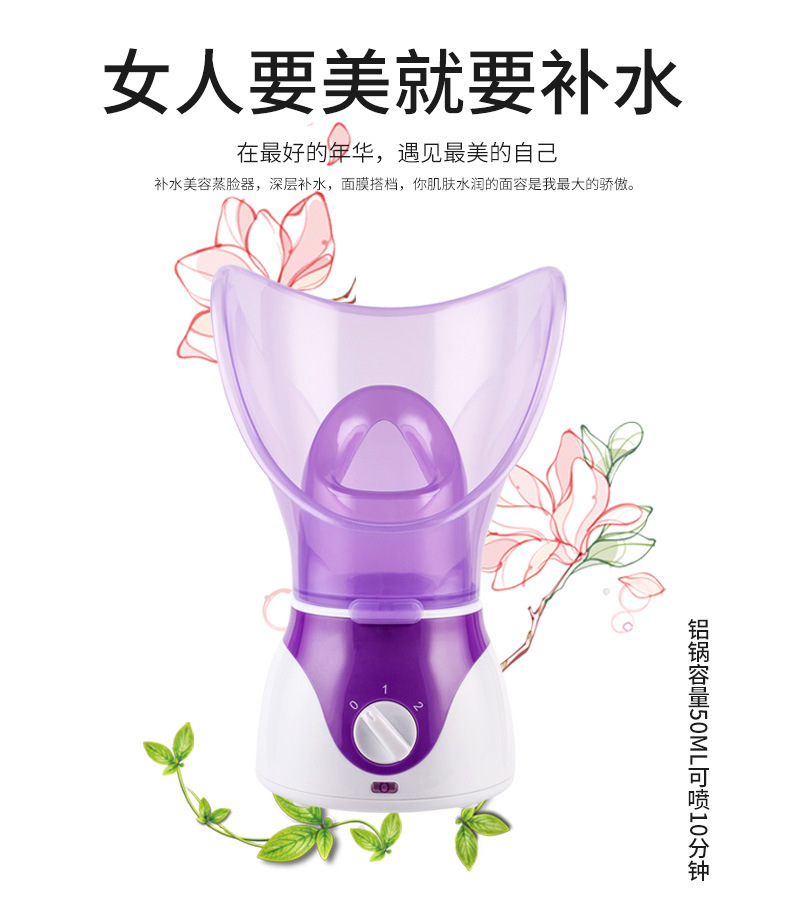 女人要美就要补水
在最好的年华，遇见最美的自己
补水美容蒸脸器，深层补水，面膜搭档，你肌肤水润的面容是我最大的骄傲。
0 1 2
铝锅容量50ML可喷10分钟